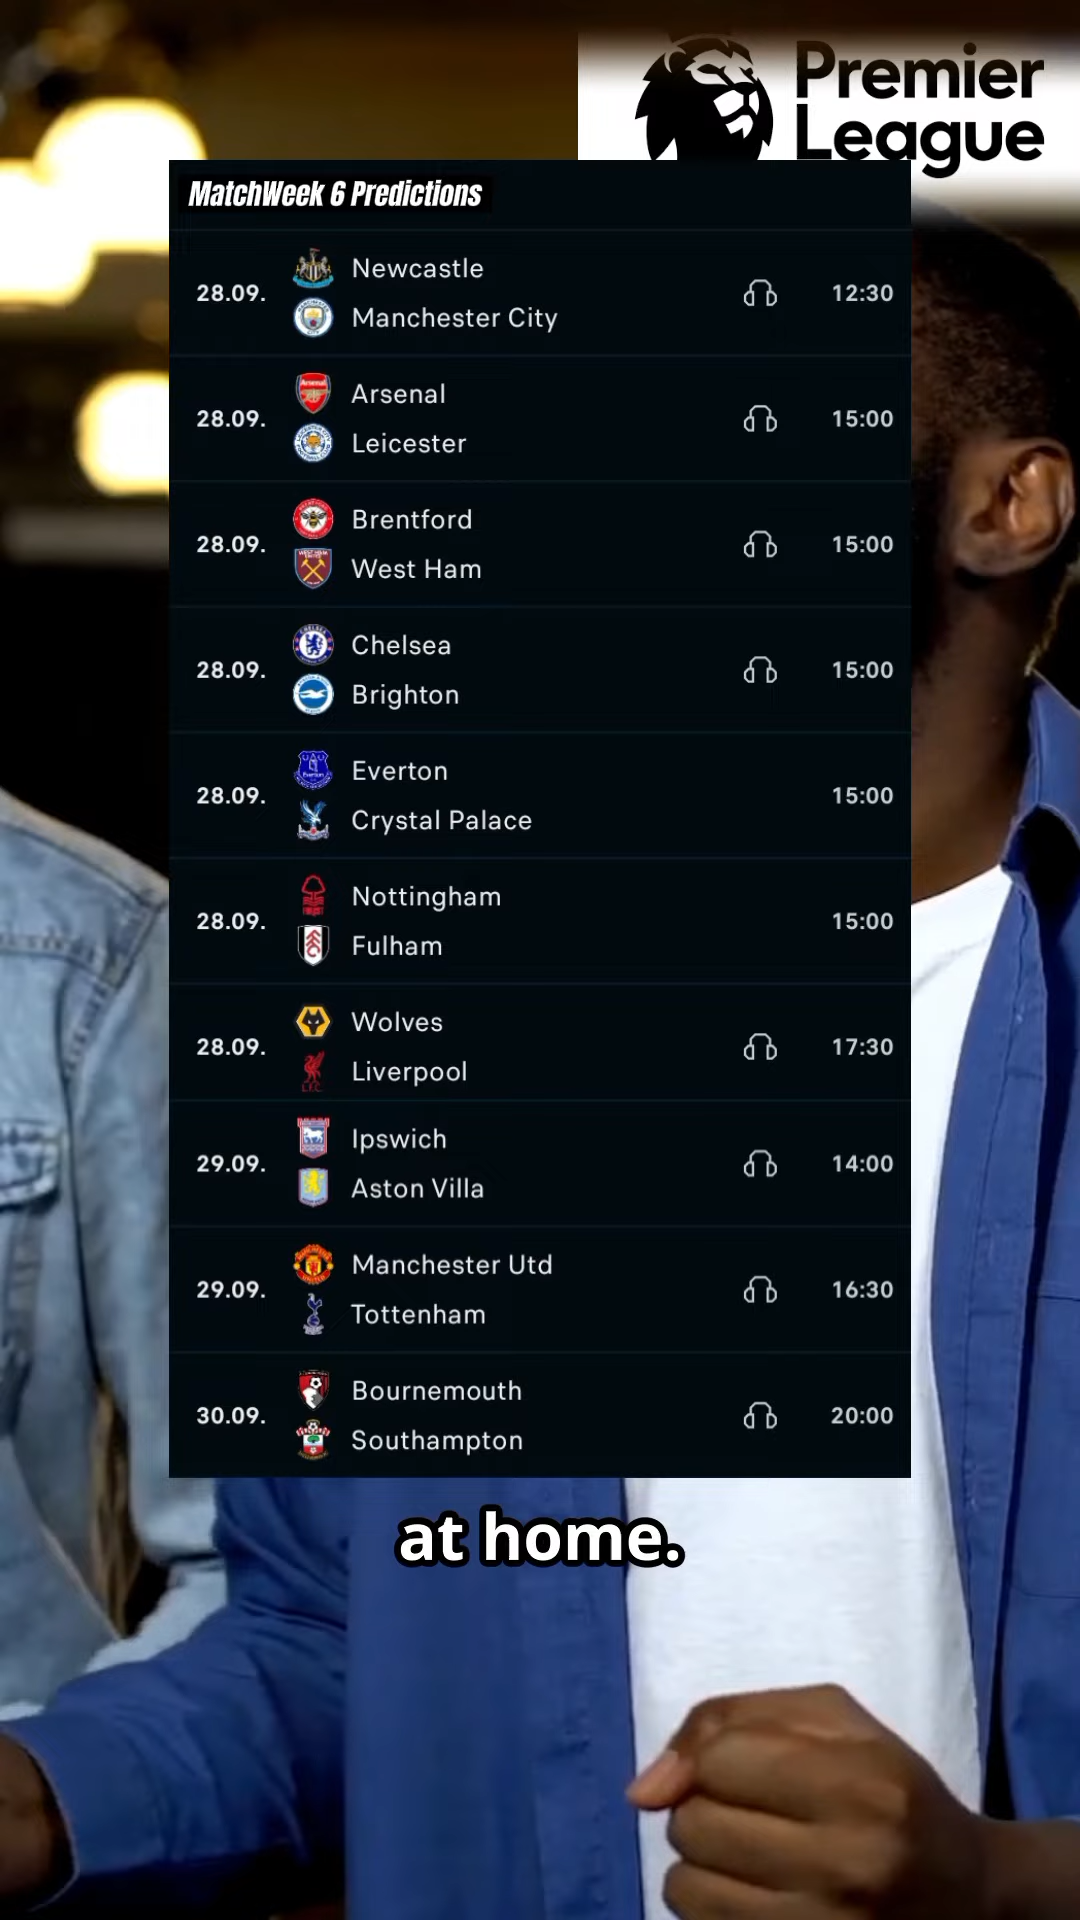 Premier
League
MatchWeek 6 Predictions
28.09.
Newcastle
Manchester City
12:30
28.09.
Arsenal
Leicester
15:00
28.09.
Brentford
West Ham
15:00
28.09.
Chelsea
Brighton
15:00
28.09.
Everton
Crystal Palace
15:00
28.09.
Nottingham
Fulham
15:00
28.09.
Wolves
Liverpool
17:30
29.09.
Ipswich
Aston Villa
14:00
29.09.
Manchester Utd
Tottenham
16:30
30.09.
Bournemouth
Southampton
20:00
at home.